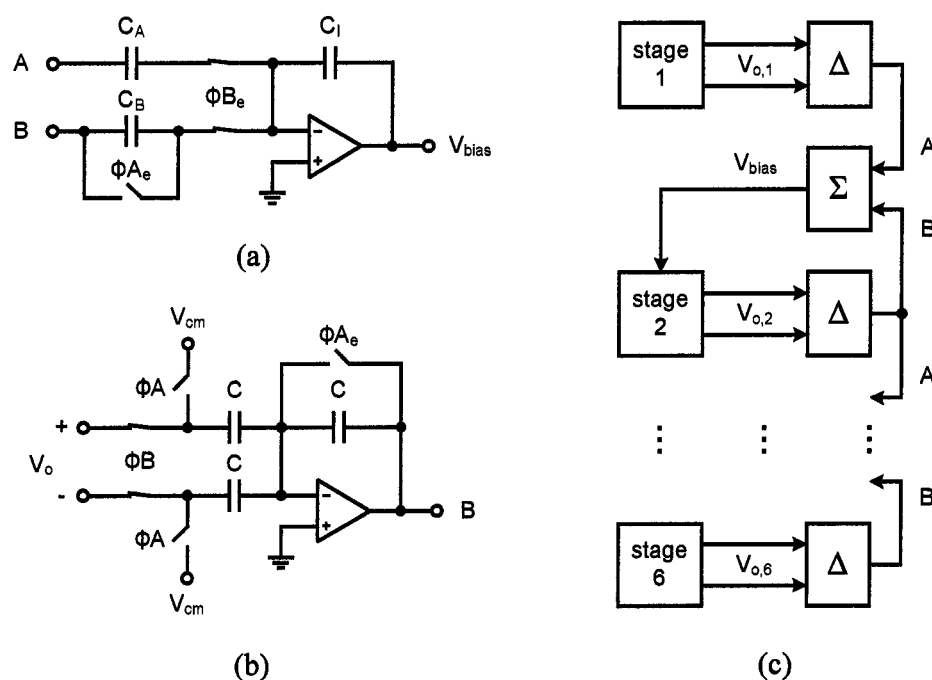 A
C_A
C_I
ΦB_e
B
C_B
ΦA_e
V_bias
(a)
V_cm
ΦA_e
ΦA
C
C
+
V_o
ΦB
C
-
B
ΦA
V_cm
(b)
stage
1
V_o,1
Δ
A
V_bias
Σ
B
stage
2
V_o,2
Δ
A
B
stage
6
V_o,6
Δ
(c)